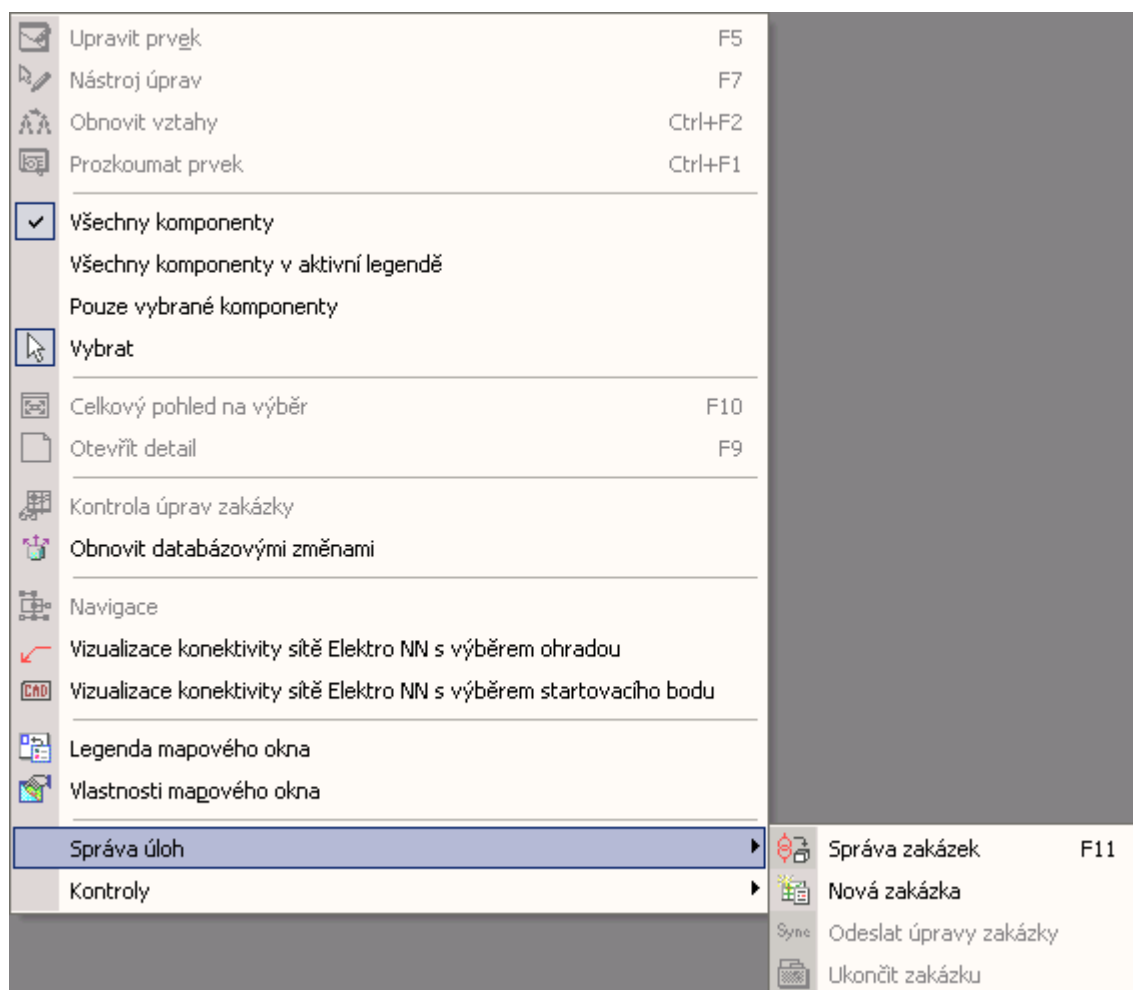 Upravit prvek F5
Nástroj úprav F7
Obnovit vztahy Ctrl+F2
Prozkoumat prvek Ctrl+F1
Všechny komponenty
Všechny komponenty v aktivní legendě
Pouze vybrané komponenty
Vybrat
Celkový pohled na výběr F10
Otevřít detail F9
Kontrola úprav zakázky
Obnovit databázovými změnami
Navigace
Vizualizace konektivity sítě Elektro NN s výběrem ohradou
CAD Vizualizace konektivity sítě Elektro NN s výběrem startovacího bodu
Legenda mapového okna
Vlastnosti mapového okna
Správa úloh
Kontroly
Správa zakázek F11
Nová zakázka
Sync Odeslat úpravy zakázky
Ukončit zakázku